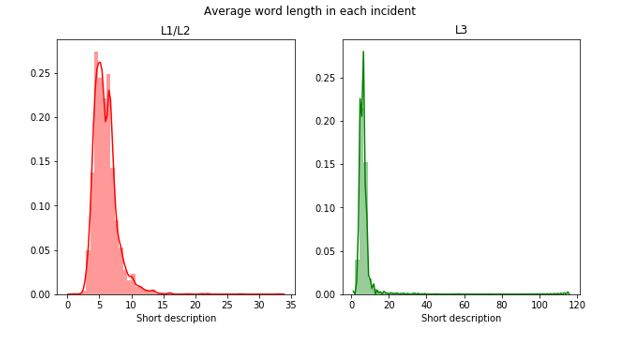 Average word length in each incident
L1/L2
L3
0.25
0.20
0.15
0.10
0.05
0.00
0 5 10 15 20 25 30 35
Short description
0.25
0.20
0.15
0.10
0.05
0.00
0 20 40 60 80 100 120
Short description